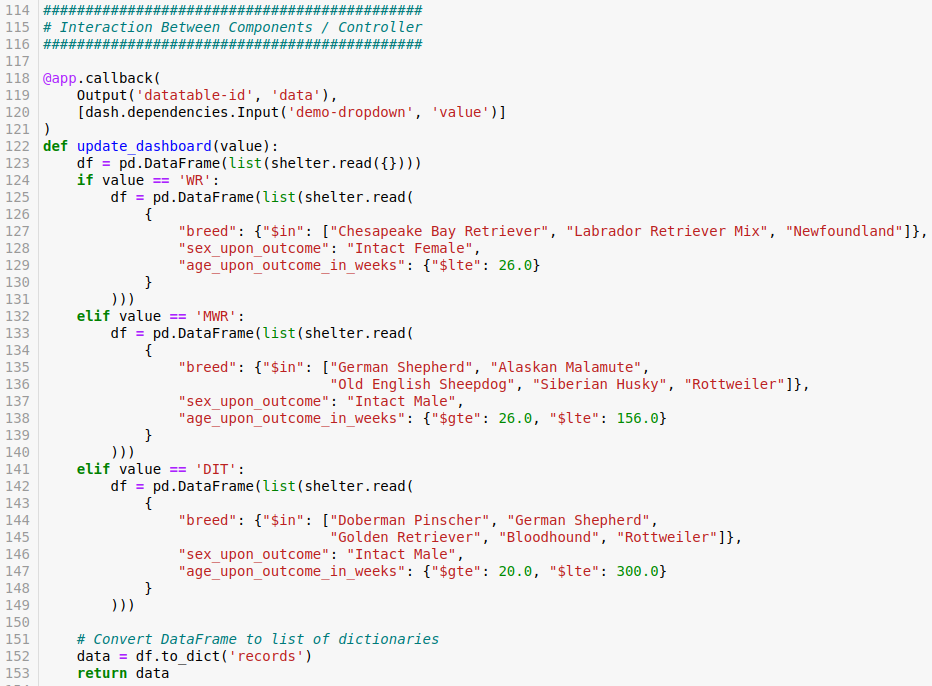 114 #############################################
115 # Interaction Between Components / Controller
116 #############################################
117
118 @app.callback(
119     Output('datatable-id', 'data'),
120     [dash.dependencies.Input('demo-dropdown', 'value')]
121 )
122 def update_dashboard(value):
123     df = pd.DataFrame(list(shelter.read({})))
124     if value == 'WR':
125         df = pd.DataFrame(list(shelter.read(
126             {
127                 "breed": {"$in": ["Chesapeake Bay Retriever", "Labrador Retriever Mix", "Newfoundland"]},
128                 "sex_upon_outcome": "Intact Female",
129                 "age_upon_outcome_in_weeks": {"$lte": 26.0}
130             }
131         )))
132     elif value == 'MWR':
133         df = pd.DataFrame(list(shelter.read(
134             {
135                 "breed": {"$in": ["German Shepherd", "Alaskan Malamute",
136                                   "Old English Sheepdog", "Siberian Husky", "Rottweiler"]},
137                 "sex_upon_outcome": "Intact Male",
138                 "age_upon_outcome_in_weeks": {"$gte": 26.0, "$lte": 156.0}
139             }
140         )))
141     elif value == 'DIT':
142         df = pd.DataFrame(list(shelter.read(
143             {
144                 "breed": {"$in": ["Doberman Pinscher", "German Shepherd",
145                                   "Golden Retriever", "Bloodhound", "Rottweiler"]},
146                 "sex_upon_outcome": "Intact Male",
147                 "age_upon_outcome_in_weeks": {"$gte": 20.0, "$lte": 300.0}
148             }
149         )))
150
151     # Convert DataFrame to list of dictionaries
152     data = df.to_dict('records')
153     return data